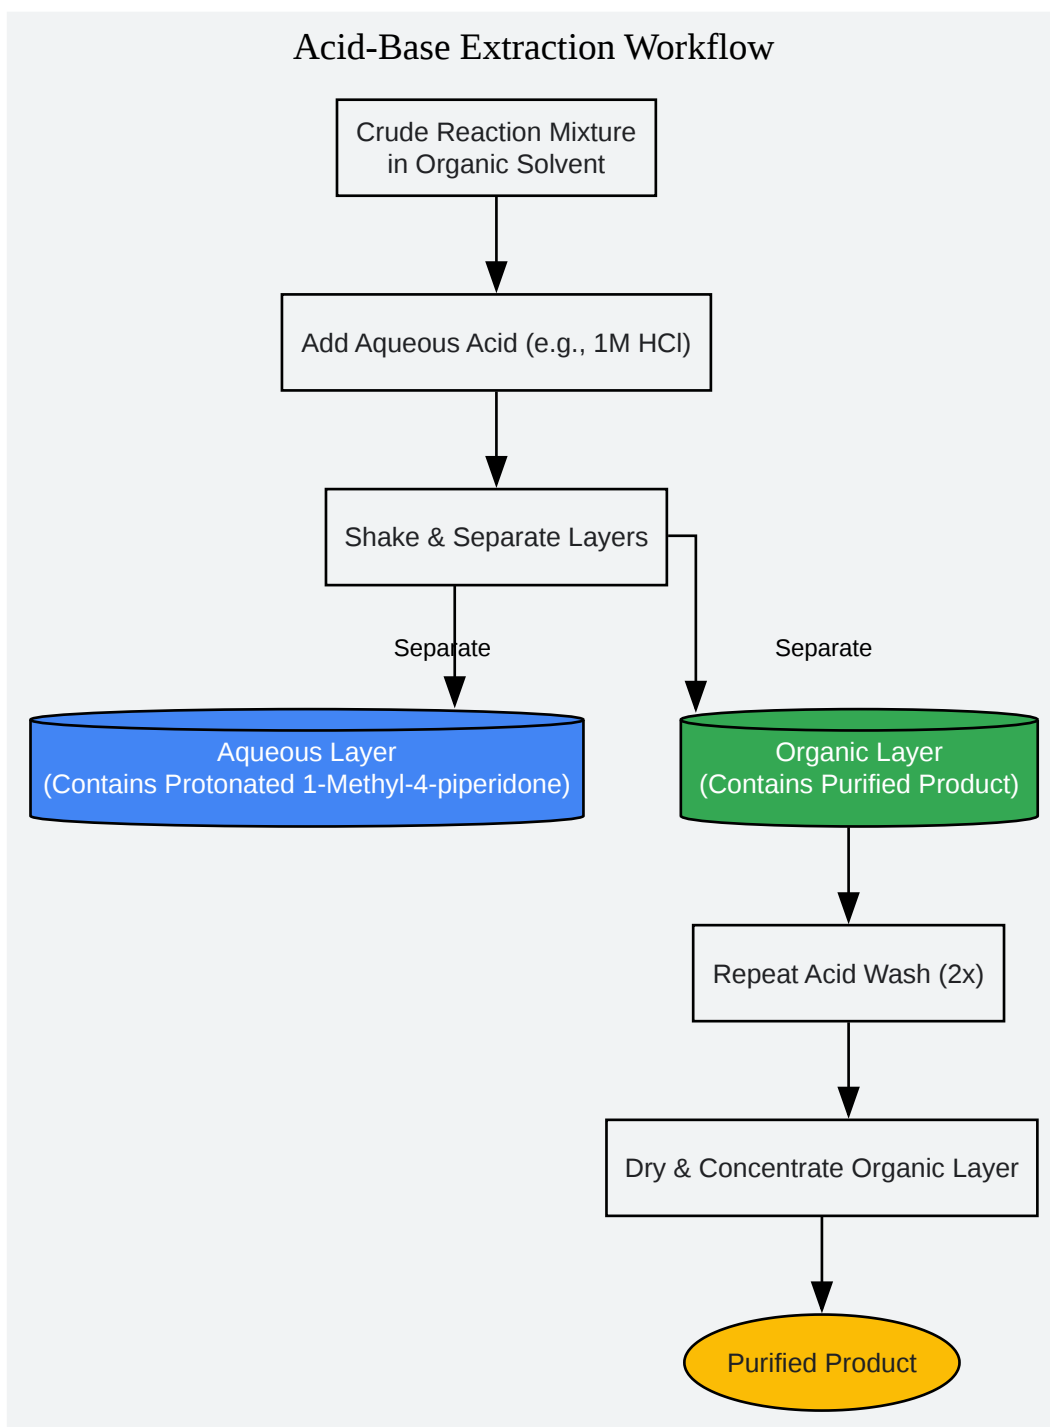 Acid-Base Extraction Workflow
Crude Reaction Mixture
in Organic Solvent
Add Aqueous Acid (e.g., 1M HCl)
Shake & Separate Layers
Separate
Separate
Aqueous Layer
(Contains Protonated 1-Methyl-4-piperidone)
Organic Layer
(Contains Purified Product)
Repeat Acid Wash (2x)
Dry & Concentrate Organic Layer
Purified Product